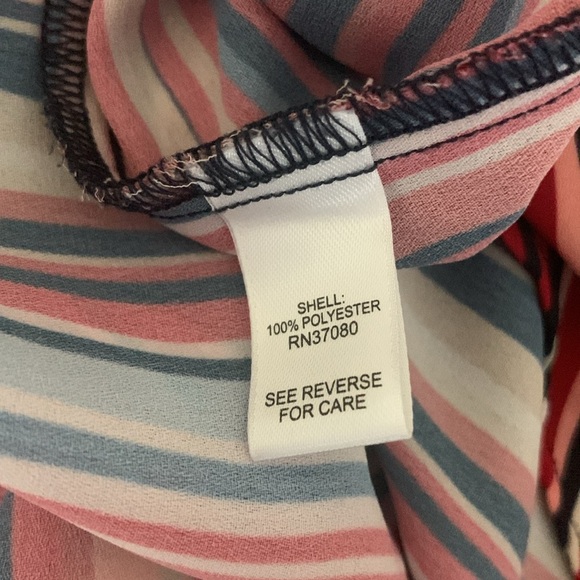 SHELL:
100% POLYESTER
RN37080
SEE REVERSE
FOR CARE